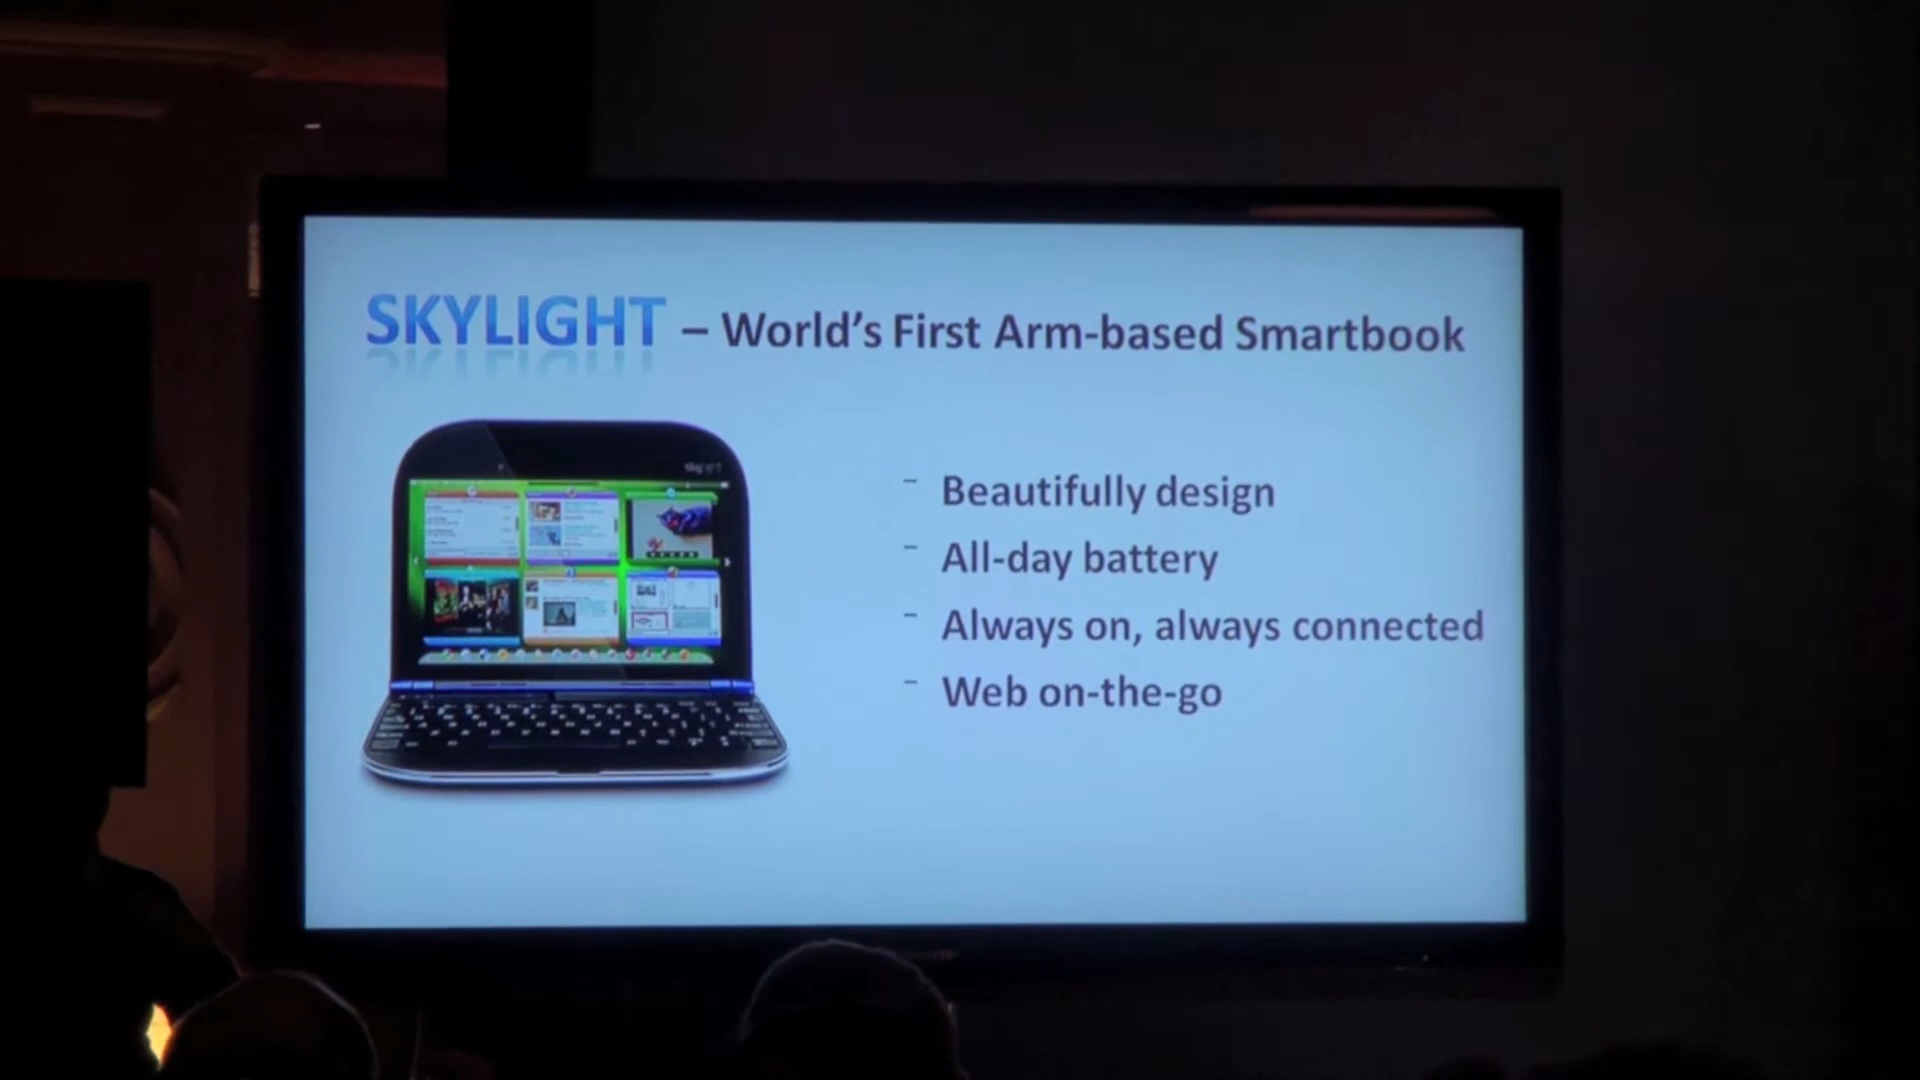 SKYLIGHT – World's First Arm-based Smartbook
- Beautifully design
- All-day battery
- Always on, always connected
- Web on-the-go